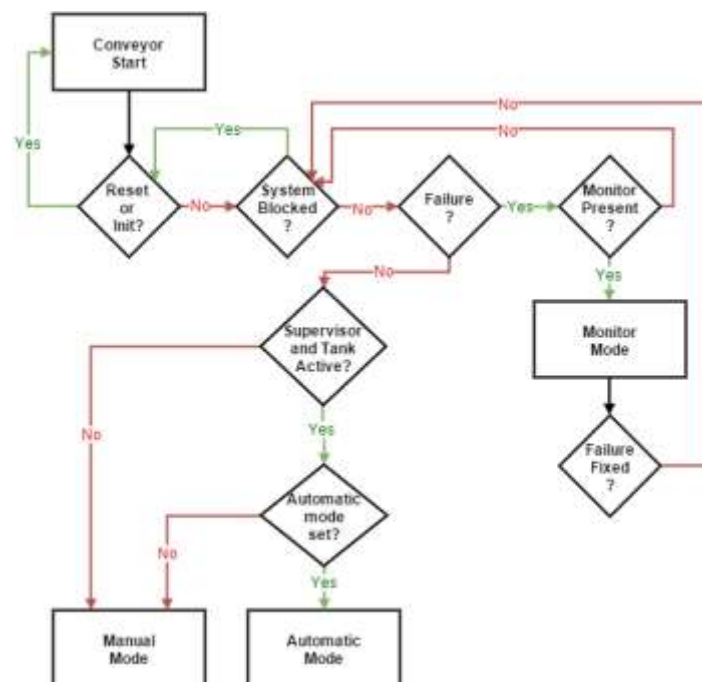 Conveyor
Start
No
Yes
No
Yes
Reset
or
Init?
No
System
Blocked
?
No
Failure
?
Yes
Monitor
Present
?
No
Yes
Supervisor
and Tank
Active?
Monitor
Mode
No
Yes
Failure
Fixed
?
Automatic
mode
set?
No
Yes
Manual
Mode
Automatic
Mode